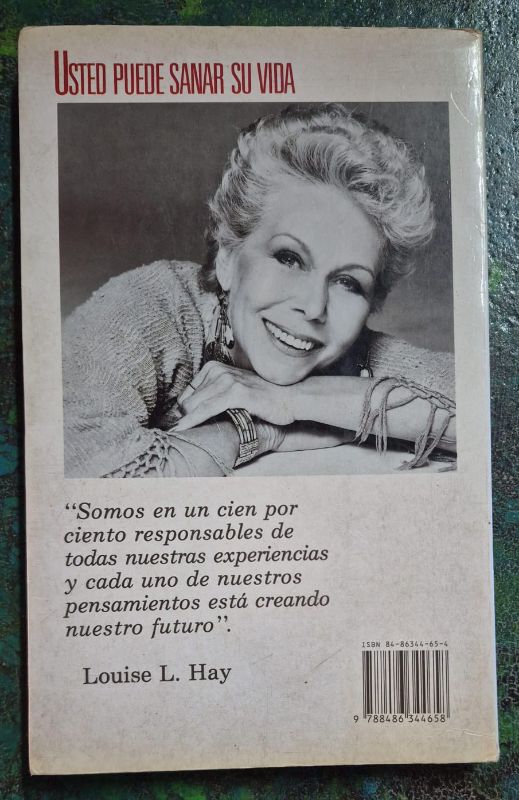 USTED PUEDE SANAR SU VIDA
“Somos en un cien por
ciento responsables de
todas nuestras experiencias
y cada uno de nuestros
pensamientos está creando
nuestro futuro”.
Louise L. Hay
ISBN 84-86344-65-4
9 788486 344658